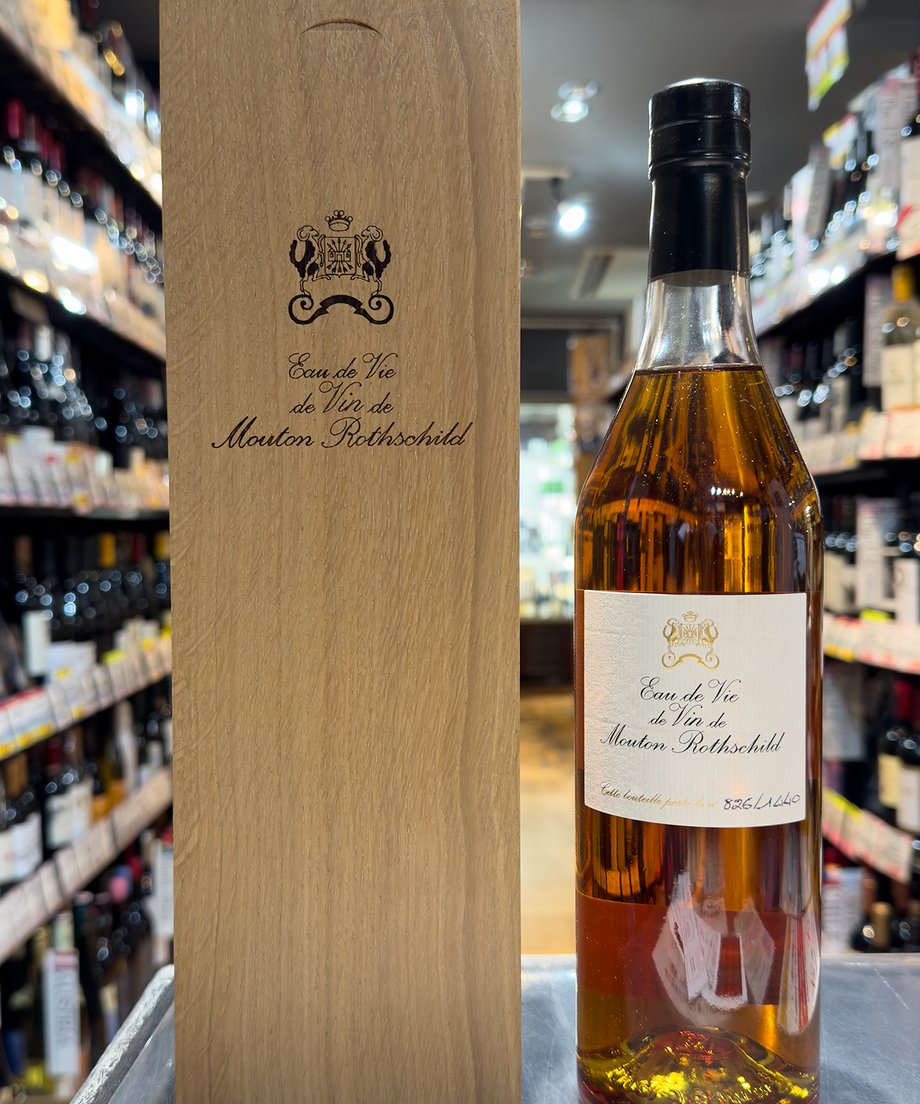 Eau de Vie
de Vin de
Mouton Rothschild
Eau de Vie
de Vin de
Mouton Rothschild
Cette bouteille porte le n° 826/1440